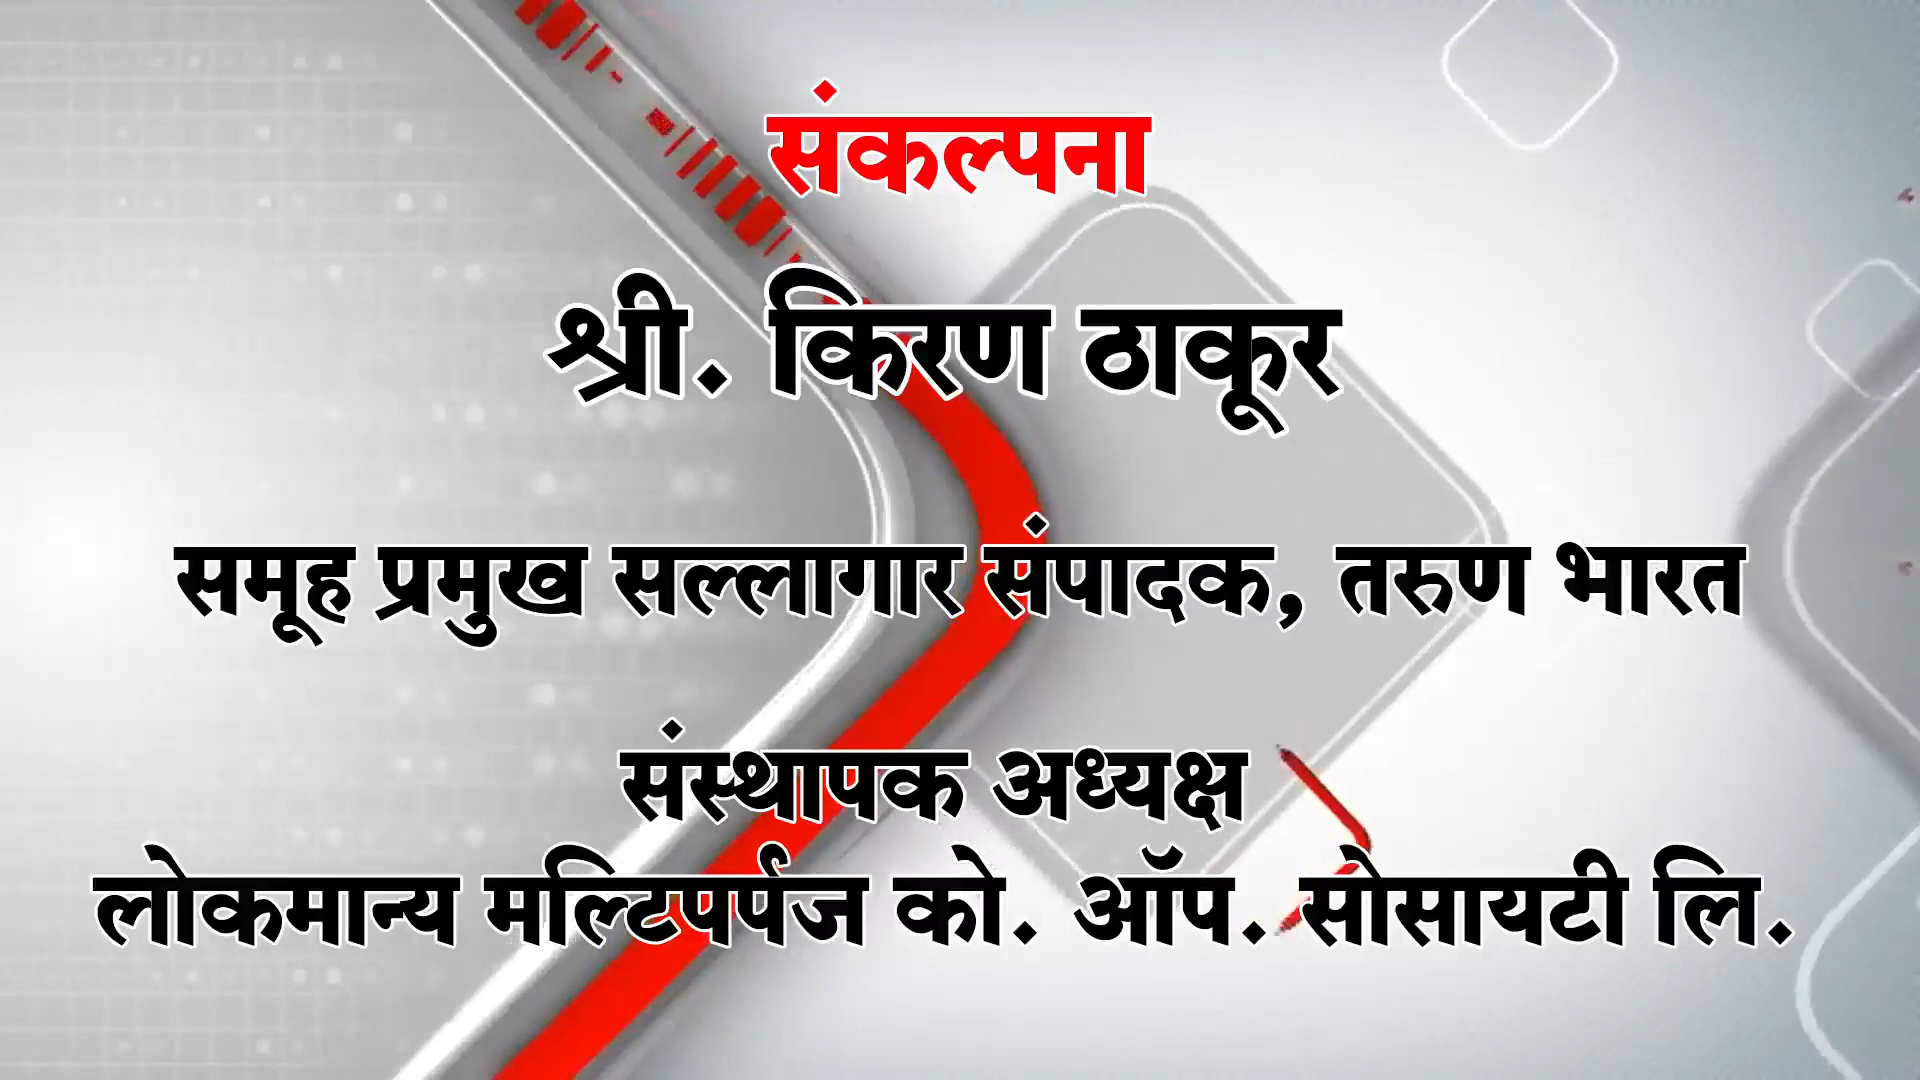 संकल्पना
श्री. किरण ठाकूर
समूह प्रमुख सल्लागार संपादक, तरुण भारत
संस्थापक अध्यक्ष
लोकमान्य मल्टिपर्पज को. ऑप. सोसायटी लि.